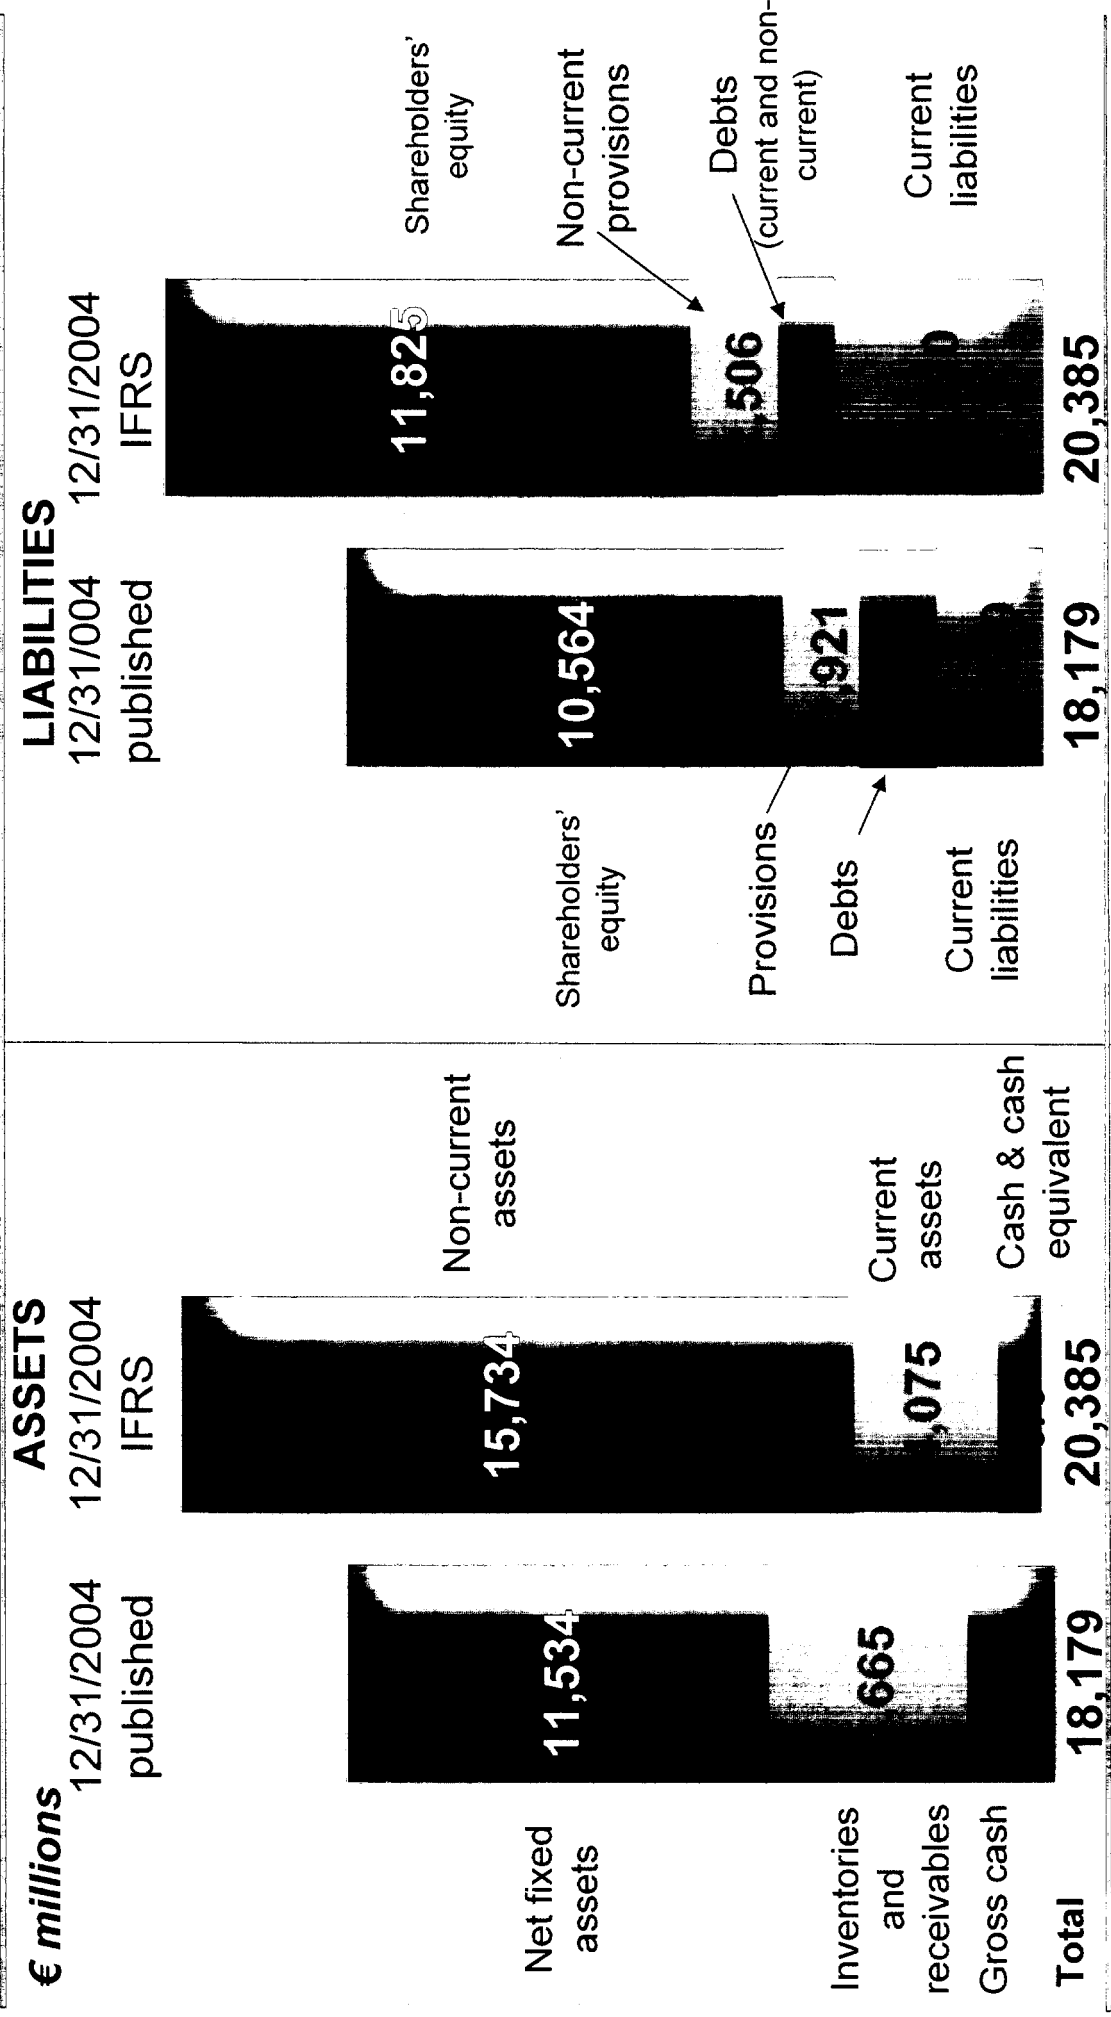 € millions
ASSETS
12/31/2004
published
12/31/2004
IFRS
Net fixed
assets
11,534
15,734
Non-current
assets
Inventories
and
receivables
,665
,075
Current
assets
Gross cash
Cash & cash
equivalent
Total
18,179
20,385
LIABILITIES
12/31/004
published
12/31/2004
IFRS
Shareholders'
equity
10,564
11,825
Shareholders'
equity
Provisions
,921
,506
Non-current
provisions
Debts
Debts
(current and non-
current)
Current
liabilities
Current
liabilities
18,179
20,385